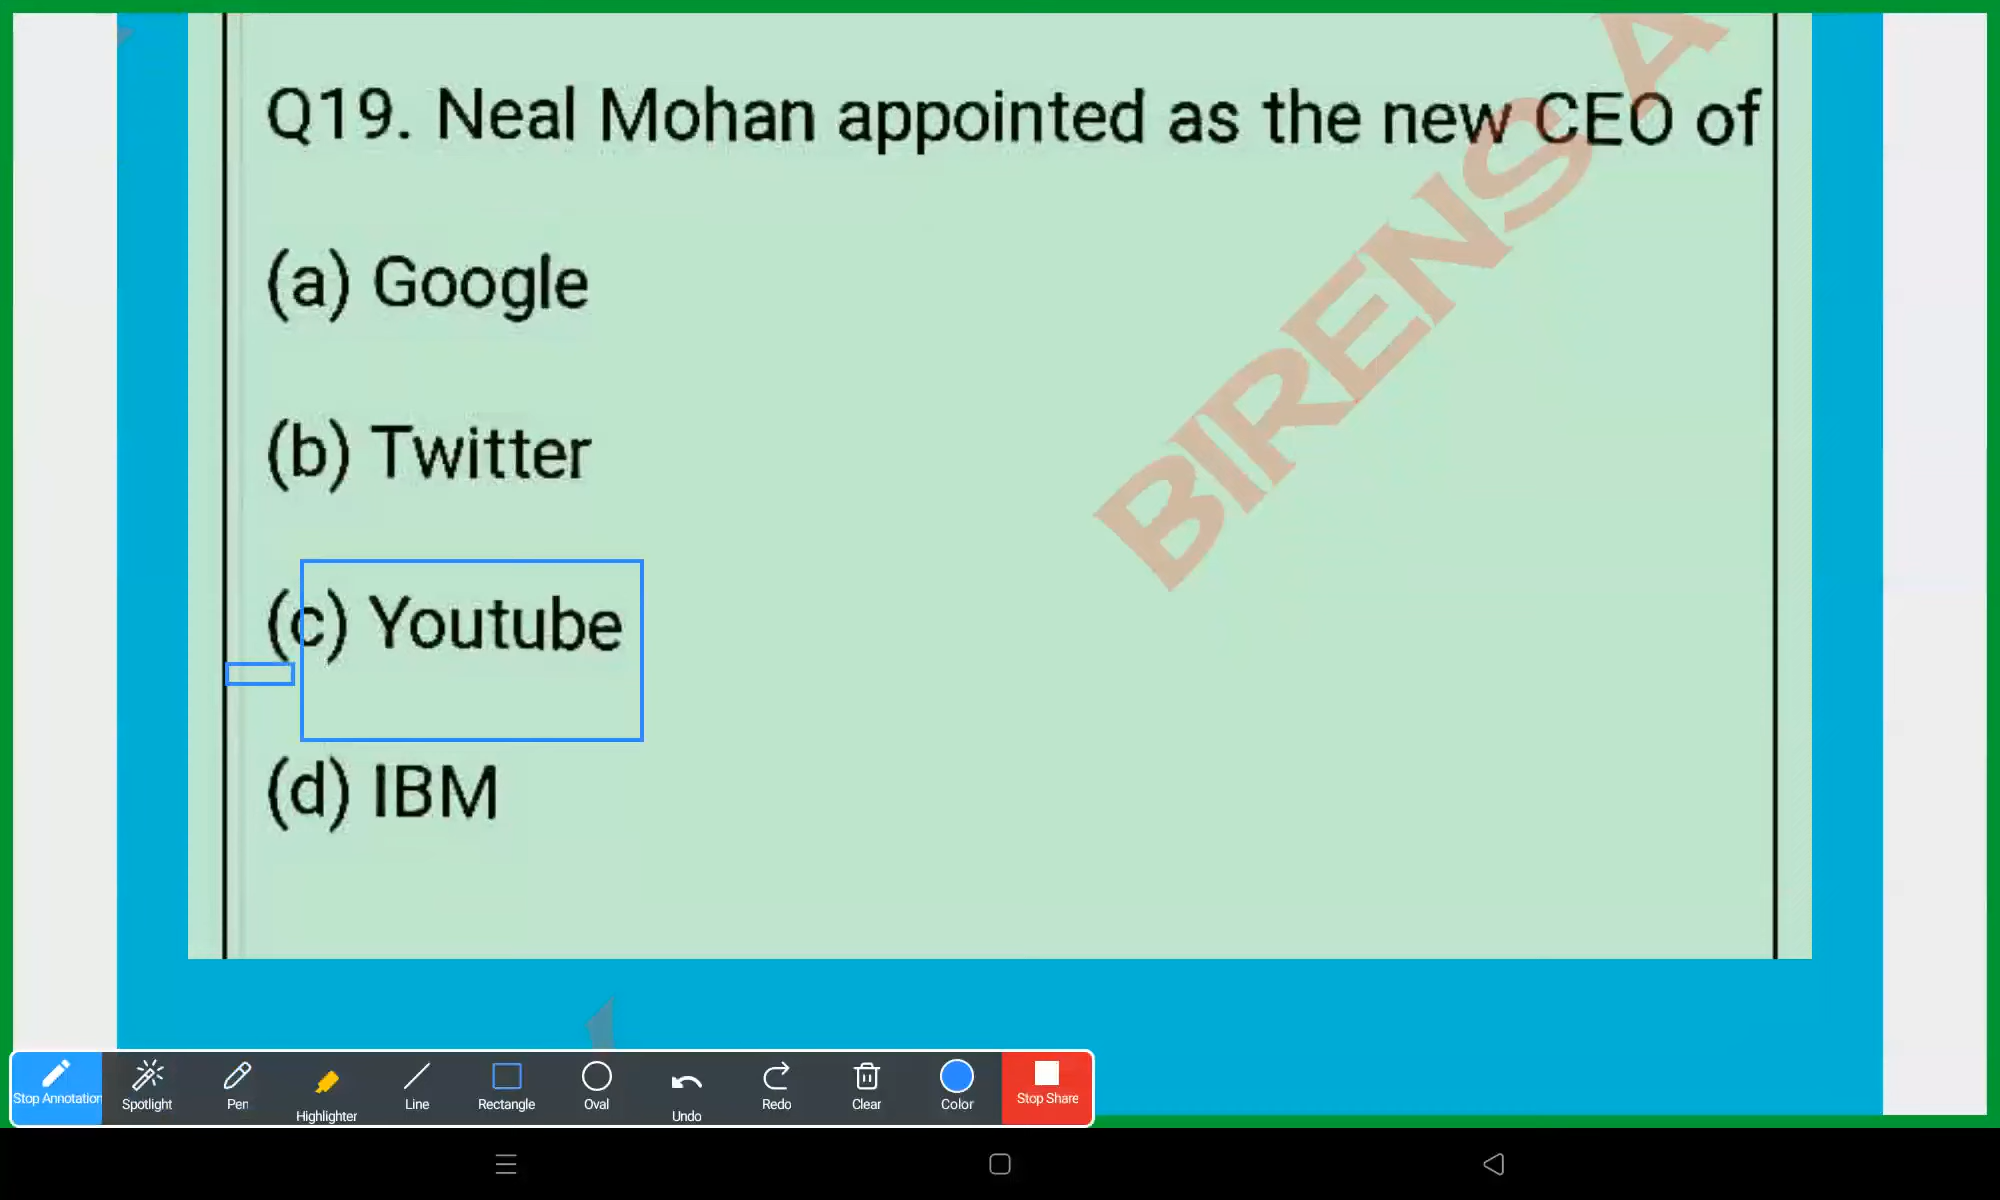 Q19. Neal Mohan appointed as the new CEO of
(a) Google
(b) Twitter
(c) Youtube
(d) IBM
BIRENS A
Stop Annotation
Spotlight
Pen
Highlighter
Line
Rectangle
Oval
Undo
Redo
Clear
Color
Stop Share